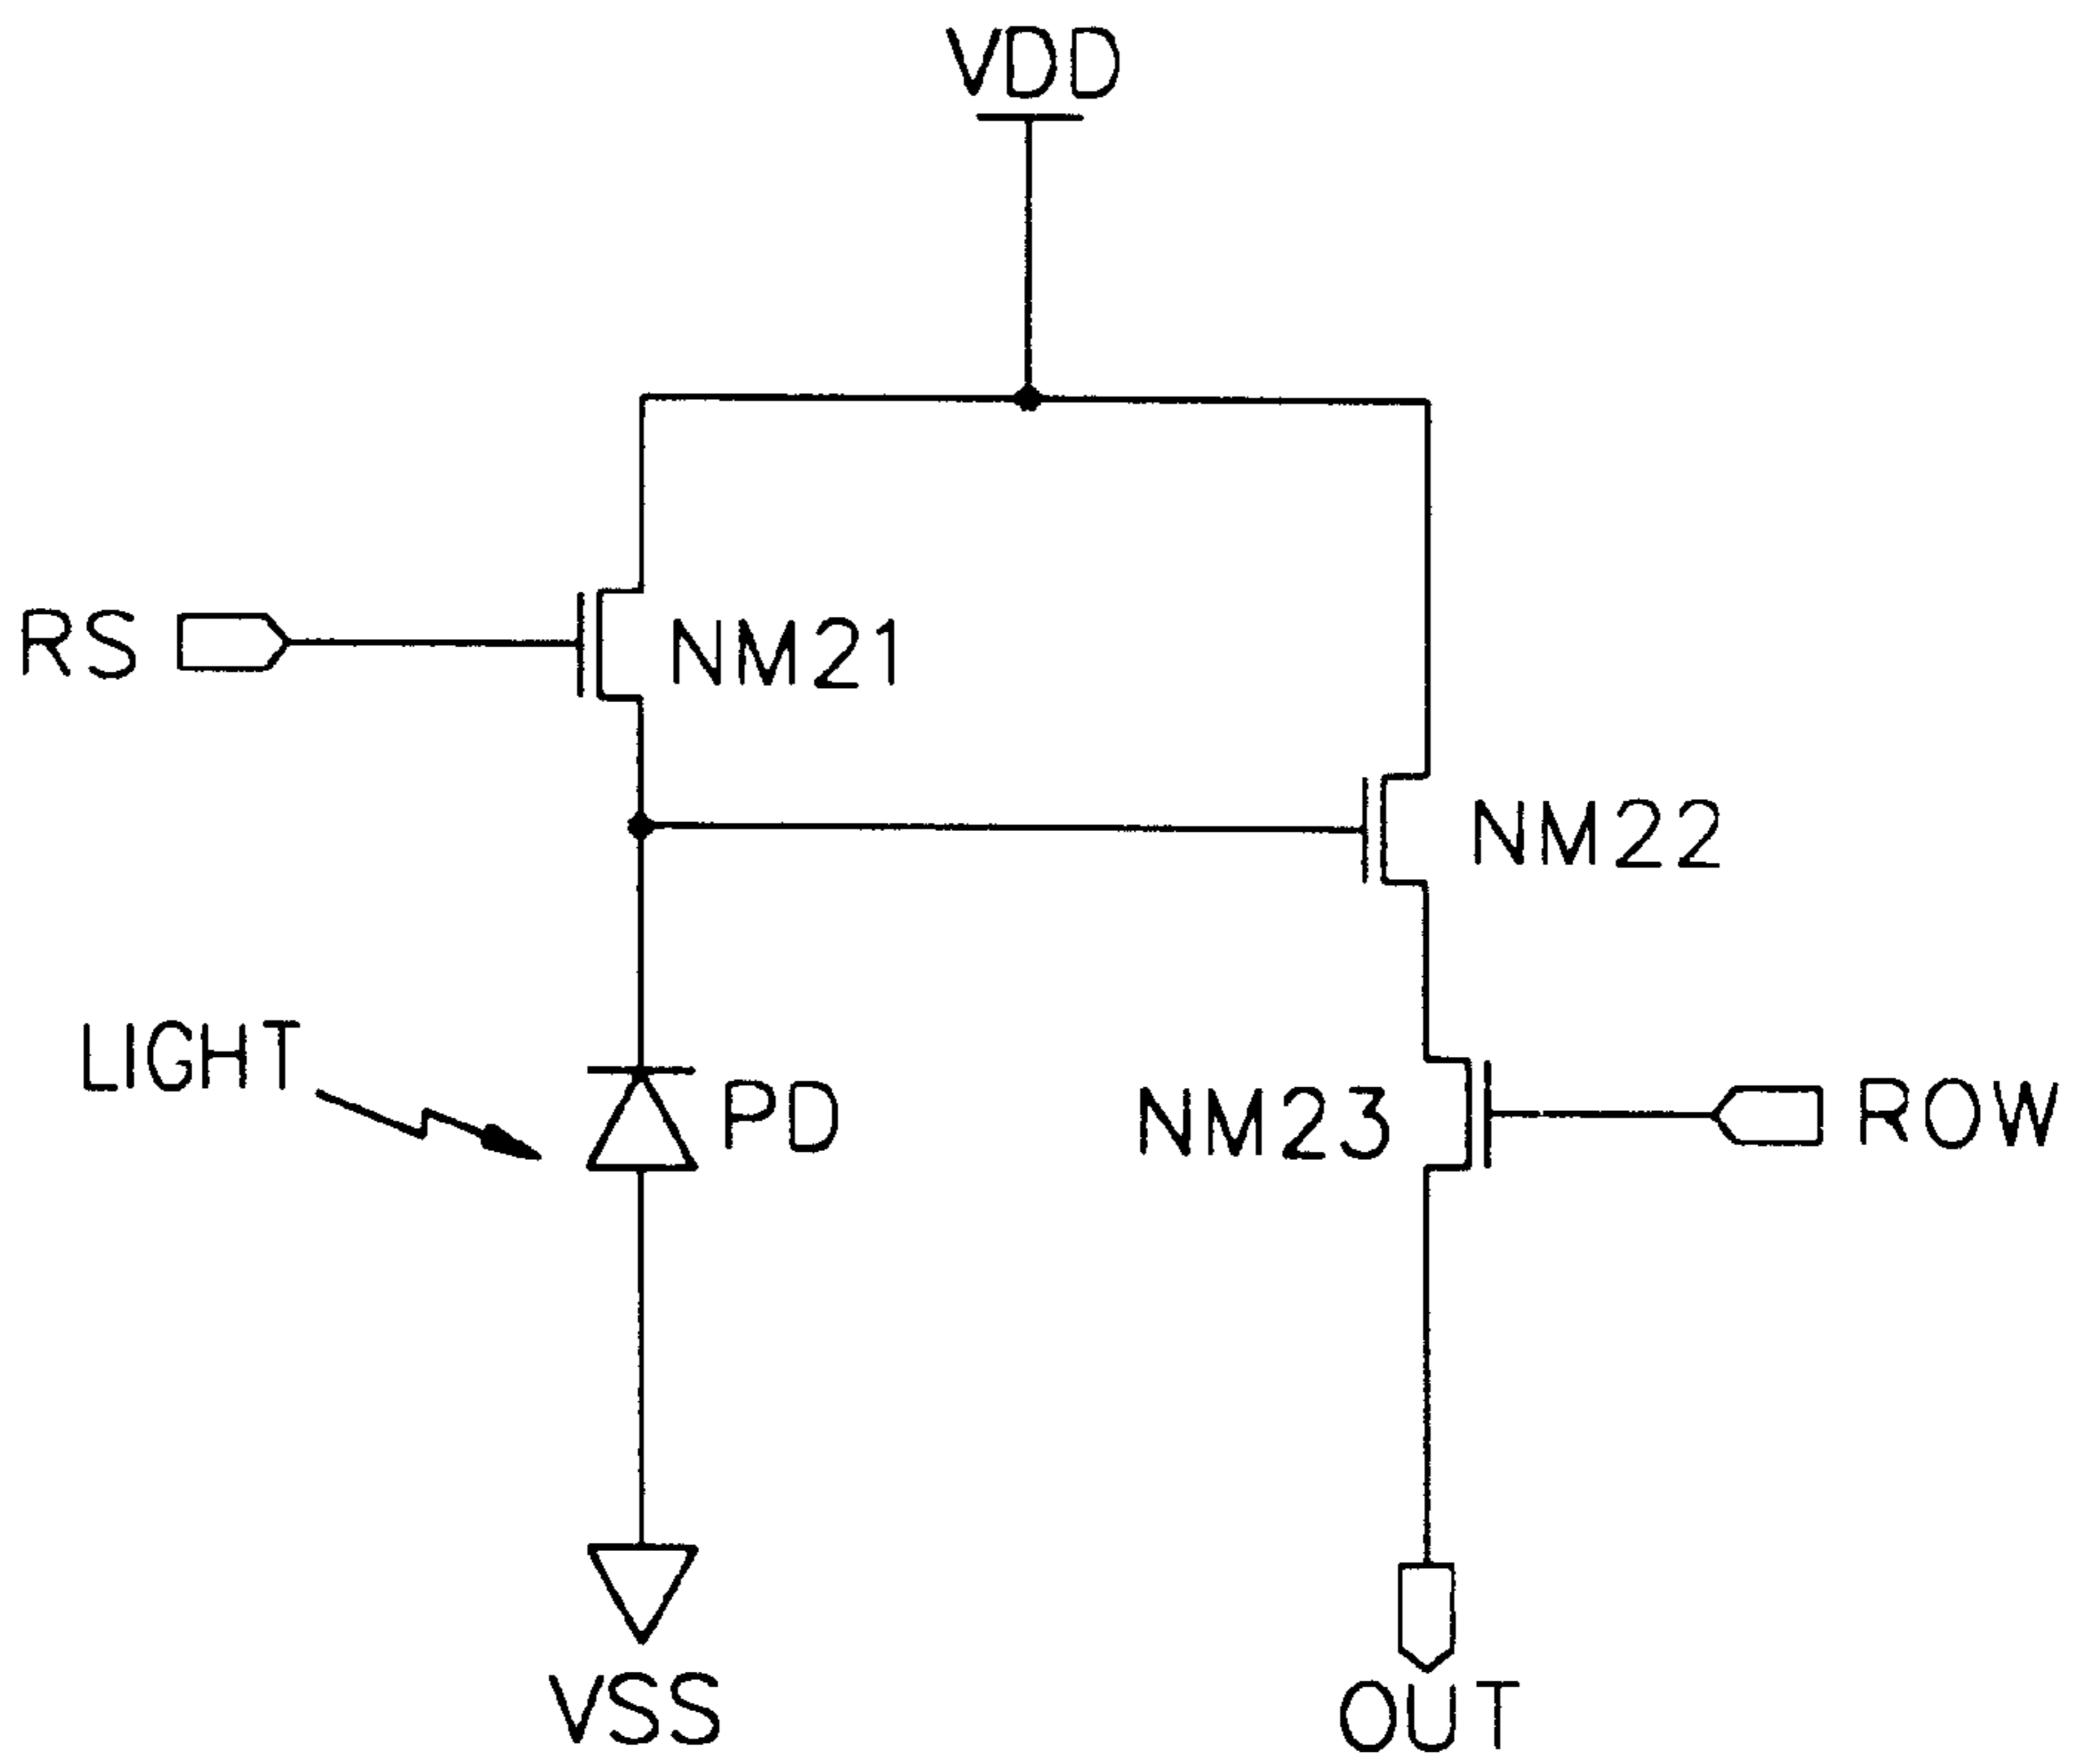 VDD
RS
NM21
NM22
LIGHT
PD
NM23
ROW
VSS
OUT